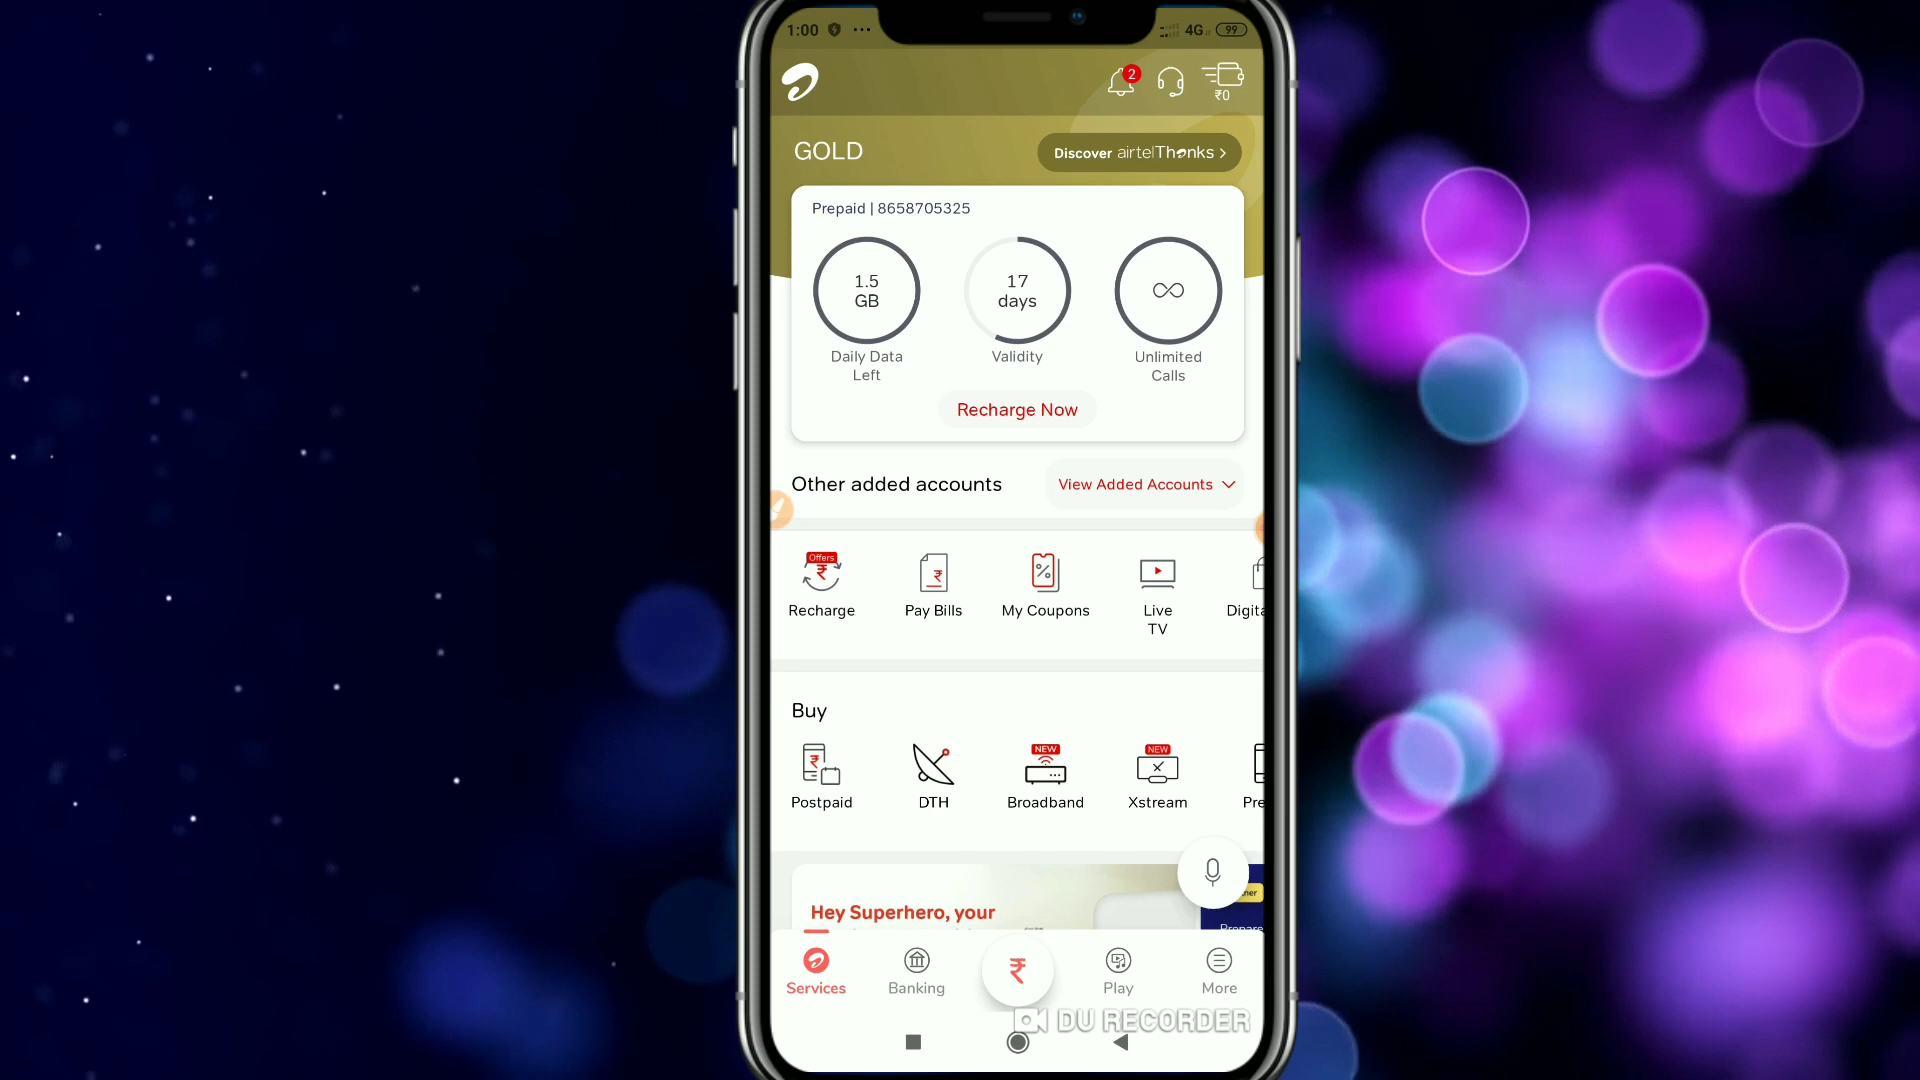 1:00
4G
99
2
₹0
GOLD
Discover airtelThanks >
Prepaid | 8658705325
1.5
GB
17
days
Daily Data
Left
Validity
Unlimited
Calls
Recharge Now
Other added accounts
View Added Accounts
Offers
Recharge
Pay Bills
My Coupons
Live
TV
Digita
Buy
NEW
NEW
Postpaid
DTH
Broadband
Xstream
Pre
Hey Superhero, your
Services
Banking
₹
Play
More
DU RECORDER